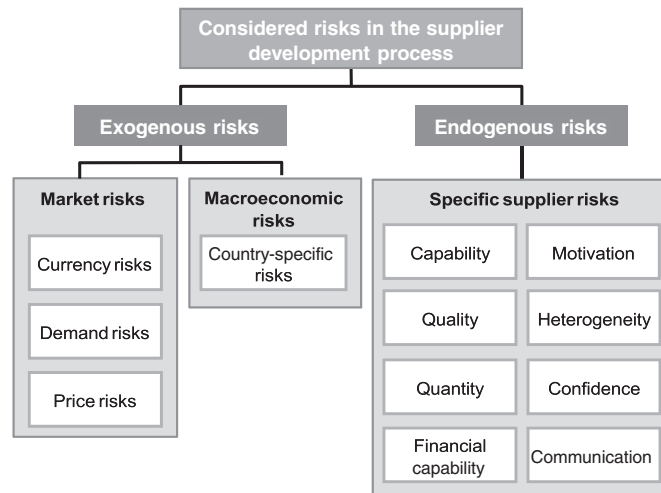 Considered risks in the supplier
development process
Exogenous risks
Endogenous risks
Market risks
Currency risks
Demand risks
Price risks
Macroeconomic
risks
Country-specific
risks
Specific supplier risks
Capability
Motivation
Quality
Heterogeneity
Quantity
Confidence
Financial
capability
Communication